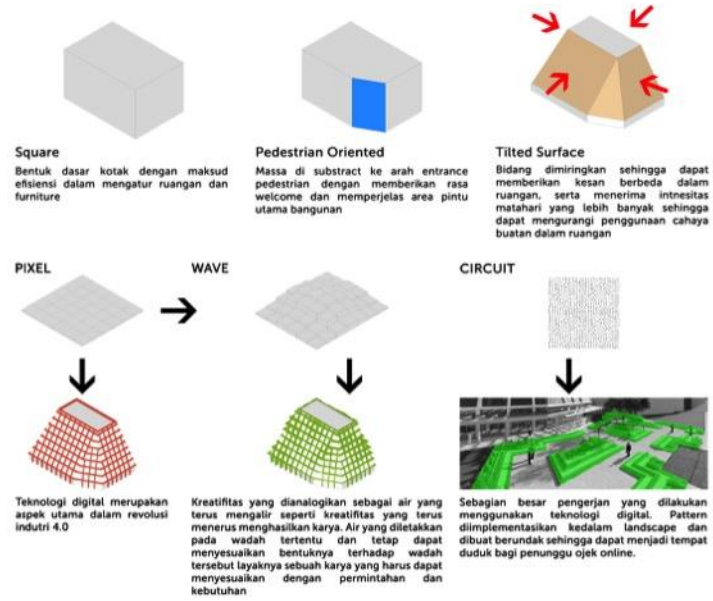 Square
Bentuk dasar kotak dengan maksud
efisiensi dalam mengatur ruangan dan
furniture
Pedestrian Oriented
Massa di substract ke arah entrance
pedestrian dengan memberikan rasa
welcome dan memperjelas area pintu
utama bangunan
Tilted Surface
Bidang dimiringkan sehingga dapat
memberikan kesan berbeda dalam
ruangan, serta menerima intnesitas
matahari yang lebih banyak sehingga
dapat mengurangi penggunaan cahaya
buatan dalam ruangan
PIXEL
WAVE
CIRCUIT
Teknologi digital merupakan
aspek utama dalam revolusi
indutri 4.0
Kreatifitas yang dianalogikan sebagai air yang
terus mengalir seperti kreatifitas yang terus
menerus menghasilkan karya. Air yang diletakkan
pada wadah tertentu dan tetap dapat
menyesuaikan bentuknya terhadap wadah
tersebut layaknya sebuah karya yang harus dapat
menyesuaikan dengan permintahan dan
kebutuhan
Sebagian besar pengerjan yang dilakukan
menggunakan teknologi digital. Pattern
diimplementasikan kedalam landscape dan
dibuat berundak sehingga dapat menjadi tempat
duduk bagi penunggu ojek online.